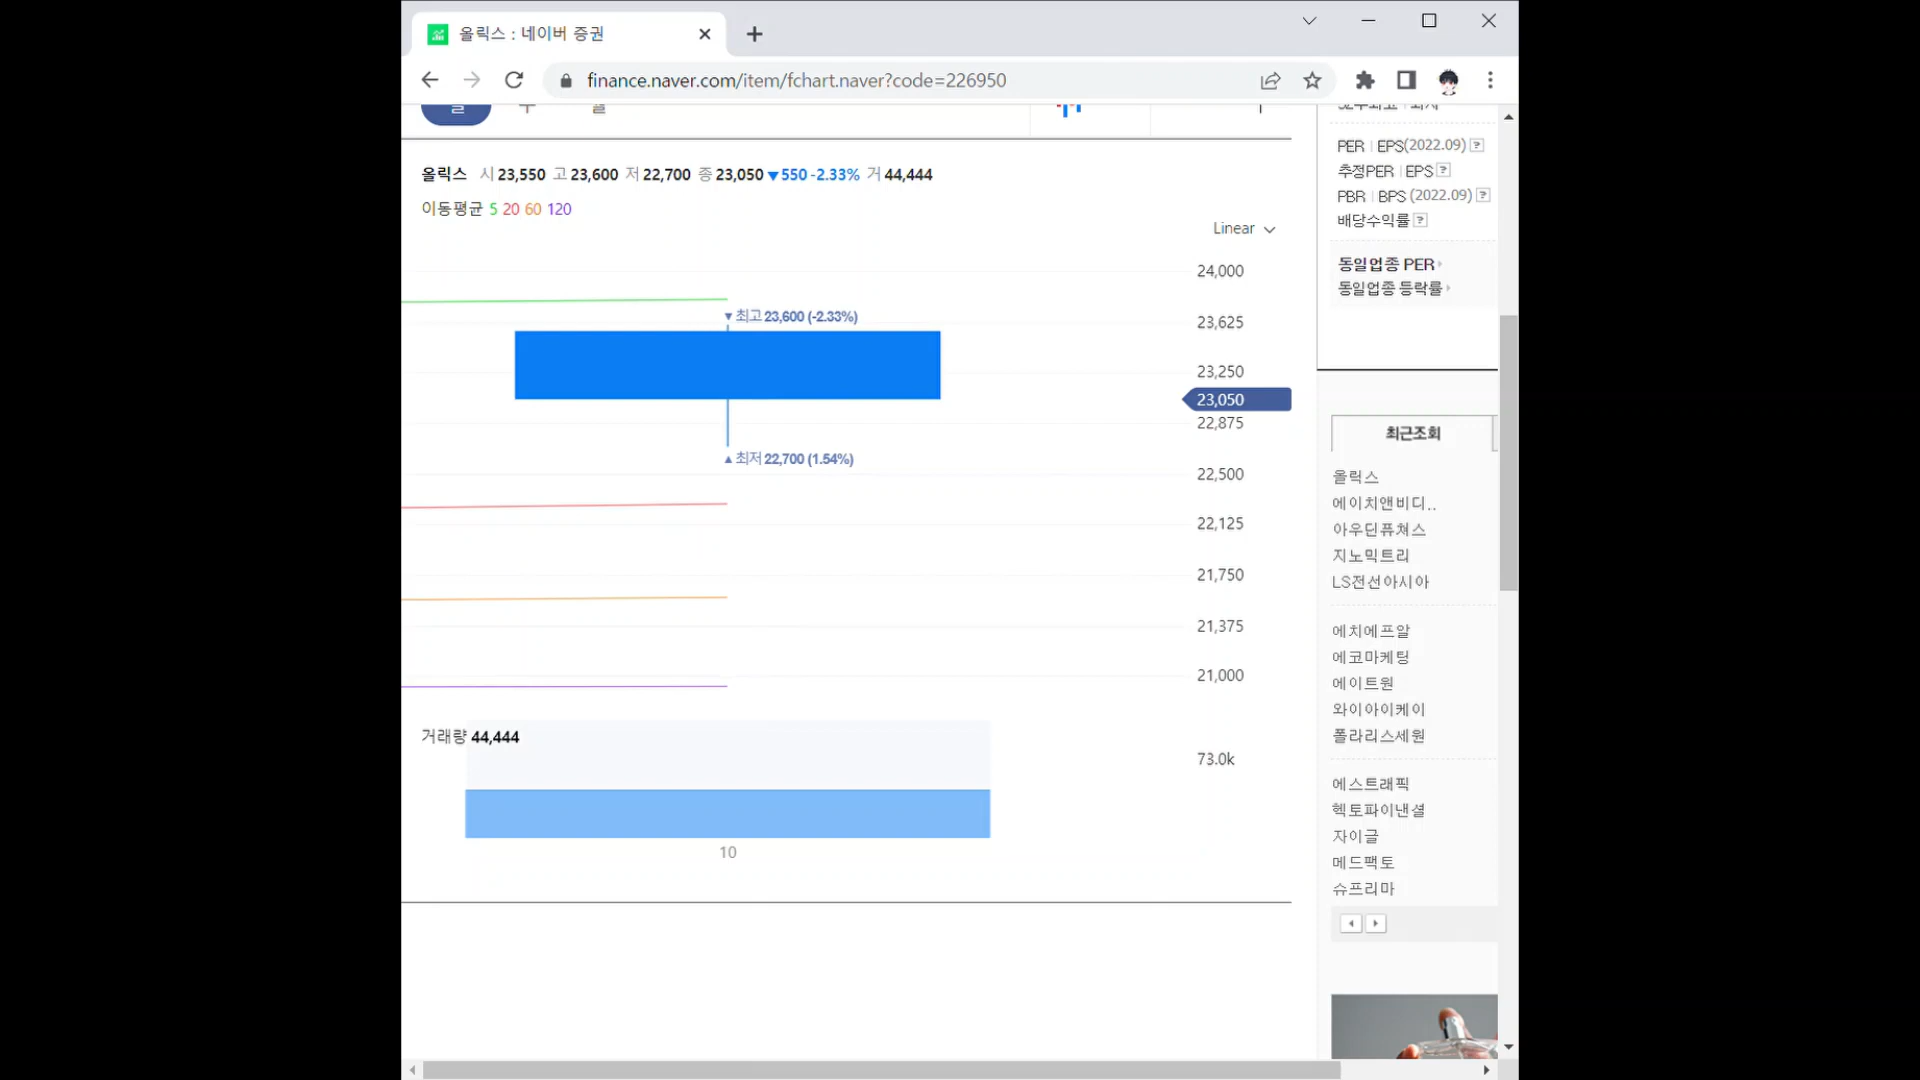 올릭스 : 네이버 증권
finance.naver.com/item/fchart.naver?code=226950
올릭스 시 23,550 고 23,600 저 22,700 종 23,050 ▼550 -2.33% 거 44,444
이동평균 5 20 60 120
Linear
24,000
▼ 최고 23,600 (-2.33%)
23,625
23,250
23,050
22,875
▲ 최저 22,700 (1.54%)
22,500
22,125
21,750
21,375
21,000
거래량 44,444
73.0k
10
PER | EPS(2022.09) ?
추정PER | EPS ?
PBR | BPS (2022.09) ?
배당수익률 ?
동일업종 PER
동일업종 등락률
최근조회
올릭스
에이치앤비디..
아우딘퓨쳐스
지노믹트리
LS전선아시아
에치에프알
에코마케팅
에이트원
와이아이케이
폴라리스세원
에스트래픽
헥토파이낸셜
자이글
메드팩토
슈프리마